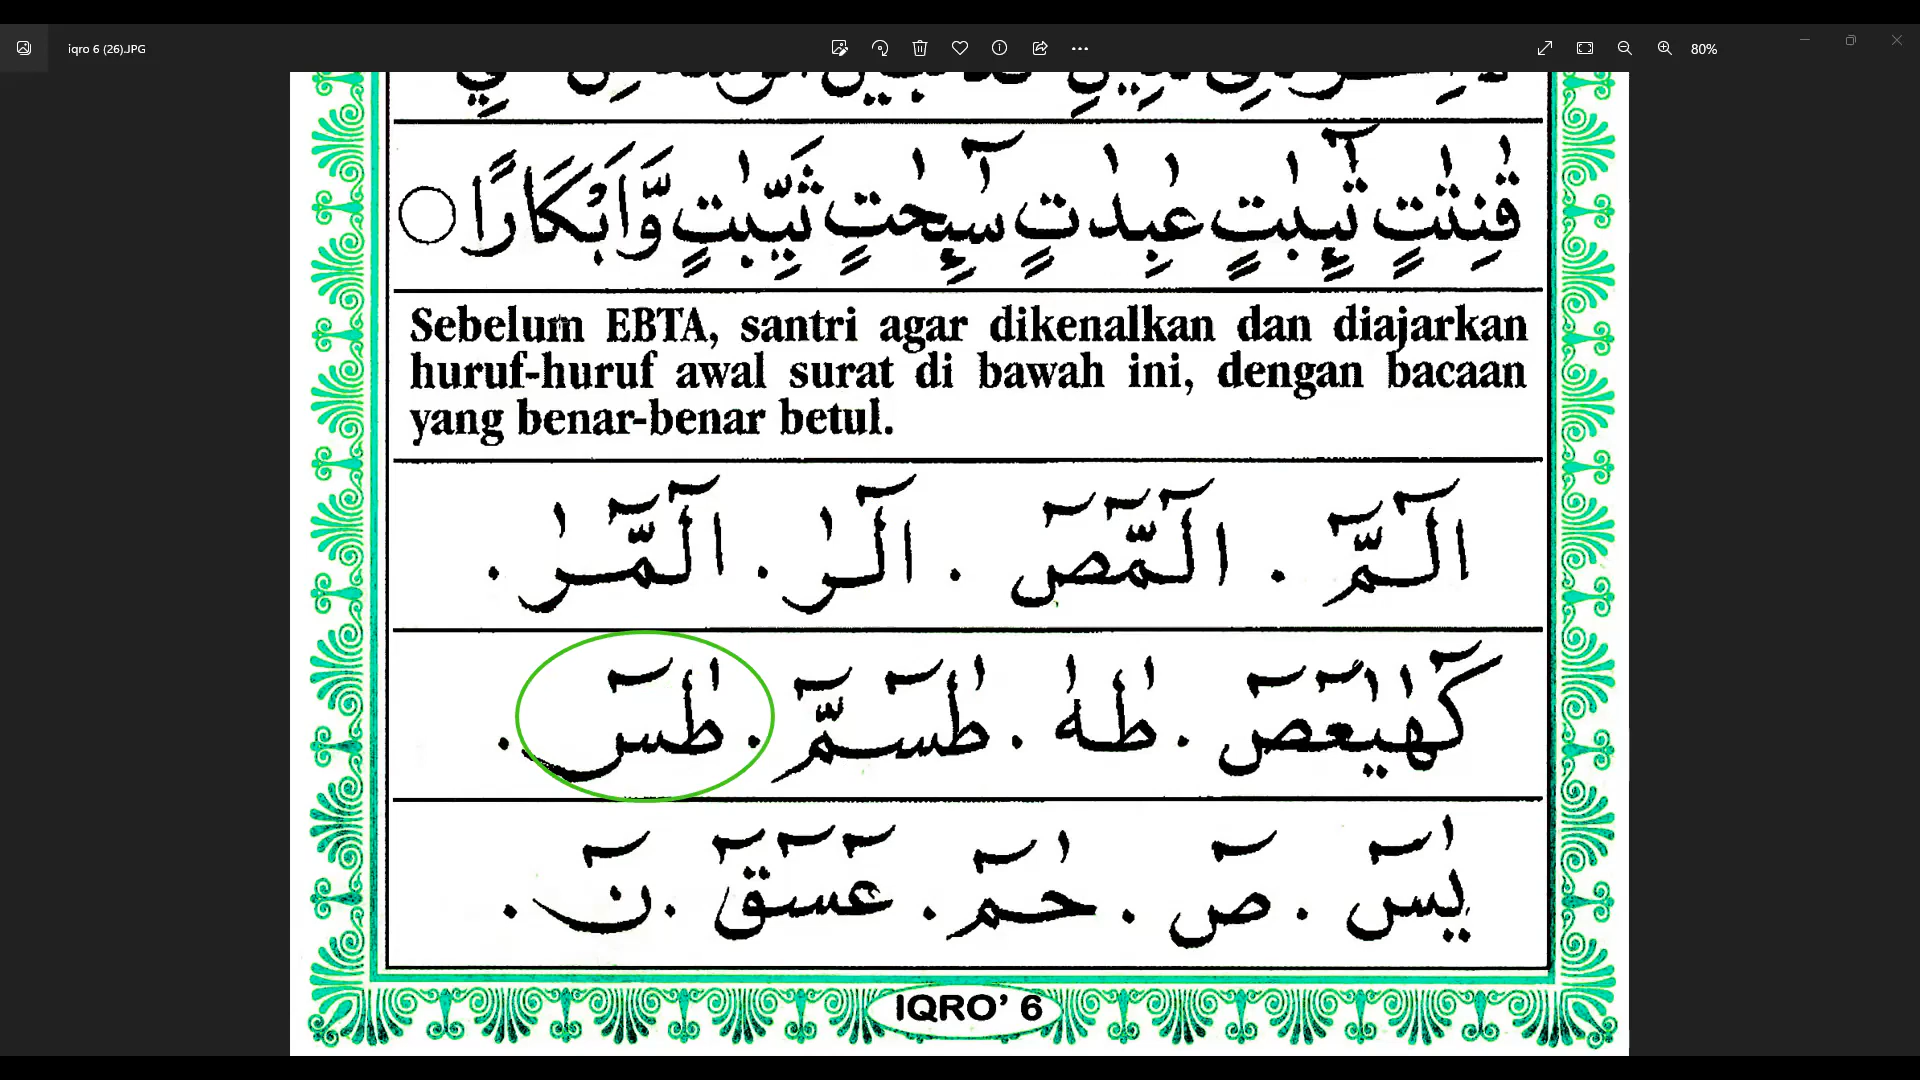 iqro 6 (26).JPG
80%
قٰنِتٰتٍ تٰٓئِبٰتٍ عٰبِدٰتٍ سٰٓئِحٰتٍ ثَيِّبٰتٍ وَّاَبْكَارًا
Sebelum EBTA, santri agar dikenalkan dan diajarkan
huruf-huruf awal surat di bawah ini, dengan bacaan
yang benar-benar betul.
الٓمّٓ . الٓمّٓصٓ . الٓرٰ . الٓمّٓرٰ .
كٓهٰيٰعٓصٓ . طٰهٰ . طٰسٓمّٓ . طٰسٓ .
يٰسٓ . صٓ . حٰمٓ . عٓسٓقٓ . نٓ .
IQRO’ 6